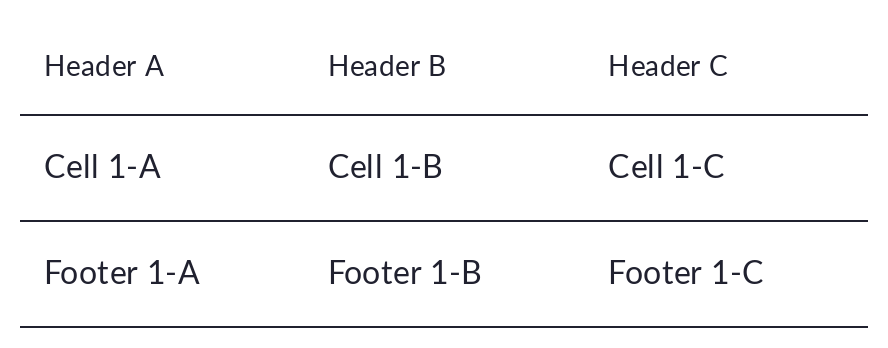 Header A Header B Header C
Cell 1-A Cell 1-B Cell 1-C
Footer 1-A Footer 1-B Footer 1-C